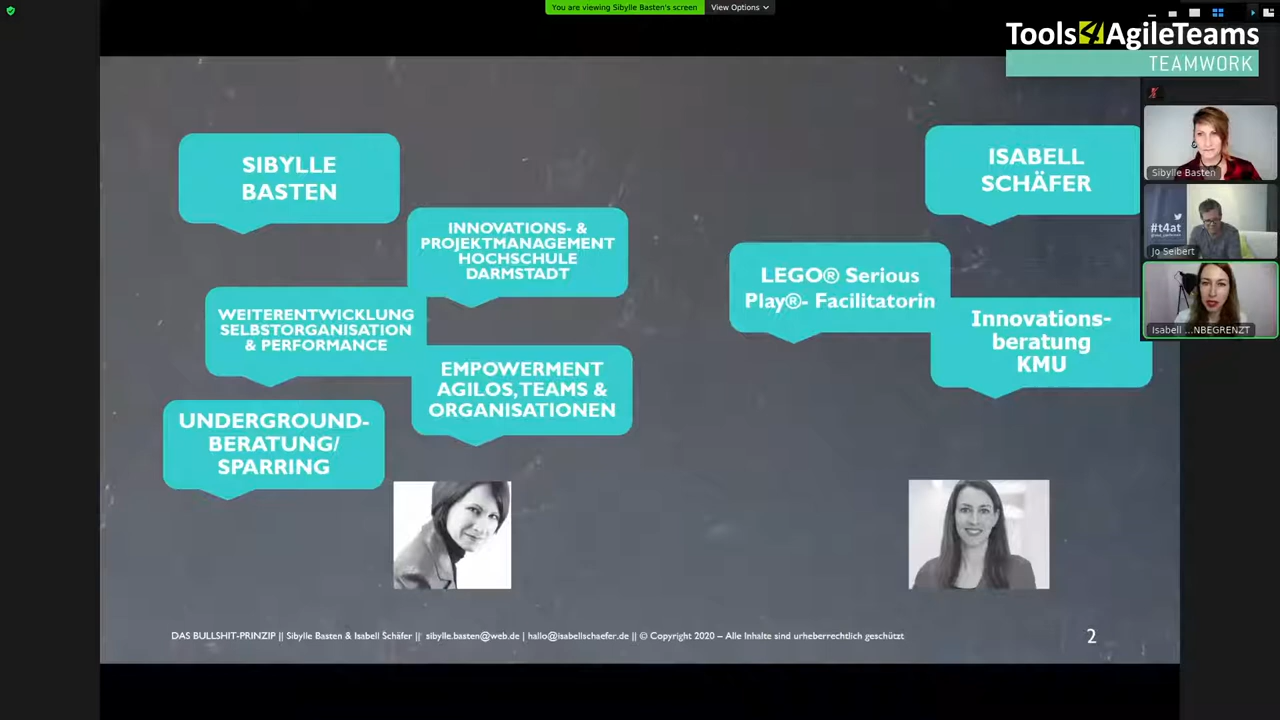 You are viewing Sibylle Basten's screen
View Options
Tools4AgileTeams
TEAMWORK
SIBYLLE
BASTEN
INNOVATIONS- &
PROJEKTMANAGEMENT
HOCHSCHULE
DARMSTADT
WEITERENTWICKLUNG
SELBSTORGANISATION
& PERFORMANCE
EMPOWERMENT
AGILOS, TEAMS &
ORGANISATIONEN
UNDERGROUND-
BERATUNG/
SPARRING
ISABELL
SCHÄFER
LEGO® Serious
Play®- Facilitatorin
Innovations-
beratung
KMU
Sibylle Basten
#t4at
Jo Seibert
Isabell ...NBEGRENZT
DAS BULLSHIT-PRINZIP || Sibylle Basten & Isabell Schäfer || sibylle.basten@web.de | hallo@isabellschaefer.de || © Copyright 2020 – Alle Inhalte sind urheberrechtlich geschützt
2